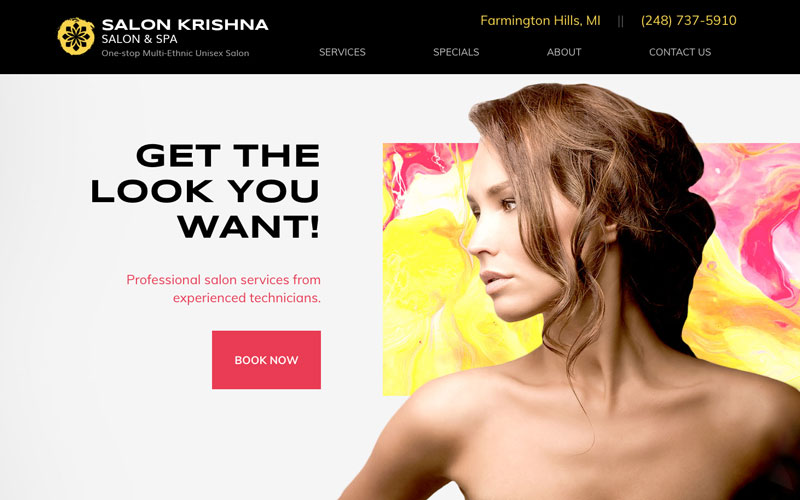 SALON KRISHNA
SALON & SPA
One-stop Multi-Ethnic Unisex Salon
Farmington Hills, MI || (248) 737-5910
SERVICES SPECIALS ABOUT CONTACT US
GET THE
LOOK YOU
WANT!
Professional salon services from
experienced technicians.
BOOK NOW